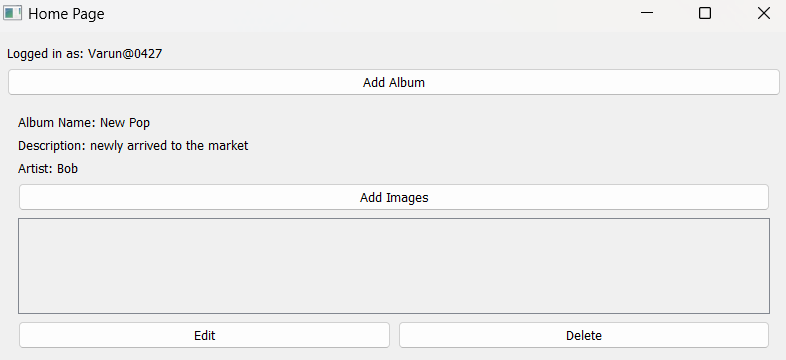 Home Page
Logged in as: Varun@0427
Add Album
Album Name: New Pop
Description: newly arrived to the market
Artist: Bob
Add Images
Edit
Delete